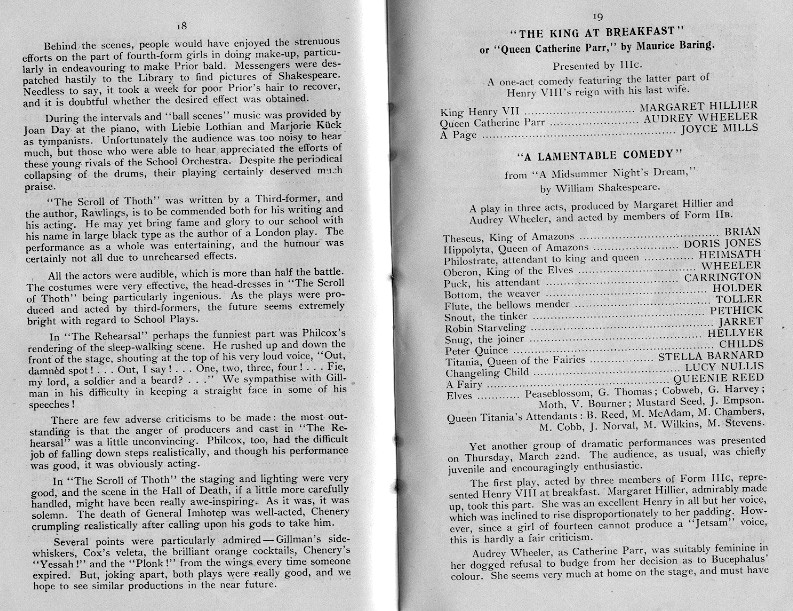 18
Behind the scenes, people would have enjoyed the strenuous
efforts on the part of fourth-form girls in doing make-up, particu-
larly in endeavouring to make Prior bald. Messengers were des-
patched hastily to the Library to find pictures of Shakespeare.
Needless to say, it took a week for poor Prior's hair to recover,
and it is doubtful whether the desired effect was obtained.
During the intervals and "ball scenes" music was provided by
Joan Day at the piano, with Liebie Lothian and Marjorie Kück
as tympanists. Unfortunately the audience was too noisy to hear
much, but those who were able to hear appreciated the efforts of
these young rivals of the School Orchestra. Despite the periodical
collapsing of the drums, their playing certainly deserved much
praise.
"The Scroll of Thoth" was written by a Third-former, and
the author, Rawlings, is to be commended both for his writing and
his acting. He may yet bring fame and glory to our school with
his name in large black type as the author of a London play. The
performance as a whole was entertaining, and the humour was
certainly not all due to unrehearsed effects.
All the actors were audible, which is more than half the battle.
The costumes were very effective, the head-dresses in "The Scroll
of Thoth" being particularly ingenious. As the plays were pro-
duced and acted by third-formers, the future seems extremely
bright with regard to School Plays.
In "The Rehearsal" perhaps the funniest part was Philcox's
rendering of the sleep-walking scene. He rushed up and down the
front of the stage, shouting at the top of his very loud voice, "Out,
damnèd spot! . . . Out, I say! . . . One, two, three, four! . . . Fie,
my lord, a soldier and a beard? . . ." We sympathise with Gill-
man in his difficulty in keeping a straight face in some of his
speeches!
There are few adverse criticisms to be made: the most out-
standing is that the anger of producers and cast in "The Re-
hearsal" was a little unconvincing. Philcox, too, had the difficult
job of falling down steps realistically, and though his performance
was good, it was obviously acting.
In "The Scroll of Thoth" the staging and lighting were very
good, and the scene in the Hall of Death, if a little more carefully
handled, might have been really awe-inspiring. As it was, it was
solemn. The death of General Imhotep was well-acted, Chenery
crumpling realistically after calling upon his gods to take him.
Several points were particularly admired—Gillman's side-
whiskers, Cox's veleta, the brilliant orange cocktails, Chenery's
"Yessah!" and the "Plonk!" from the wings every time someone
expired. But, joking apart, both plays were really good, and we
hope to see similar productions in the near future.
19
"THE KING AT BREAKFAST"
or "Queen Catherine Parr," by Maurice Baring.
Presented by IIIc.
A one-act comedy featuring the latter part of
Henry VIII's reign with his last wife.
King Henry VII ........ MARGARET HILLIER
Queen Catherine Parr ........ AUDREY WHEELER
A Page ........ JOYCE MILLS
"A LAMENTABLE COMEDY"
from "A Midsummer Night's Dream,"
by William Shakespeare.
A play in three acts, produced by Margaret Hillier and
Audrey Wheeler, and acted by members of Form IIB.
Theseus, King of Amazons ........ BRIAN
Hippolyta, Queen of Amazons ........ DORIS JONES
Philostrate, attendant to king and queen ........ HEIMSATH
Oberon, King of the Elves ........ WHEELER
Puck, his attendant ........ CARRINGTON
Bottom, the weaver ........ HOLDER
Flute, the bellows mender ........ TOLLER
Snout, the tinker ........ PETHICK
Robin Starveling ........ JARRET
Snug, the joiner ........ HELLYER
Peter Quince ........ CHILDS
Titania, Queen of the Fairies ........ STELLA BARNARD
Changeling Child ........ LUCY NULLIS
A Fairy ........ QUEENIE REED
Elves ........ Peaseblossom, G. Thomas; Cobweb, G. Harvey;
Moth, V. Bourner; Mustard Seed, J. Empson.
Queen Titania's Attendants: B. Reed, M. McAdam, M. Chambers,
M. Cobb, J. Norval, M. Wilkins, M. Stevens.
Yet another group of dramatic performances was presented
on Thursday, March 22nd. The audience, as usual, was chiefly
juvenile and encouragingly enthusiastic.
The first play, acted by three members of Form IIIc, repre-
sented Henry VIII at breakfast. Margaret Hillier, admirably made
up, took this part. She was an excellent Henry in all but her voice,
which was inclined to rise disproportionately to her padding. How-
ever, since a girl of fourteen cannot produce a "Jetsam" voice,
this is hardly a fair criticism.
Audrey Wheeler, as Catherine Parr, was suitably feminine in
her dogged refusal to budge from her decision as to Bucephalus'
colour. She seems very much at home on the stage, and must have